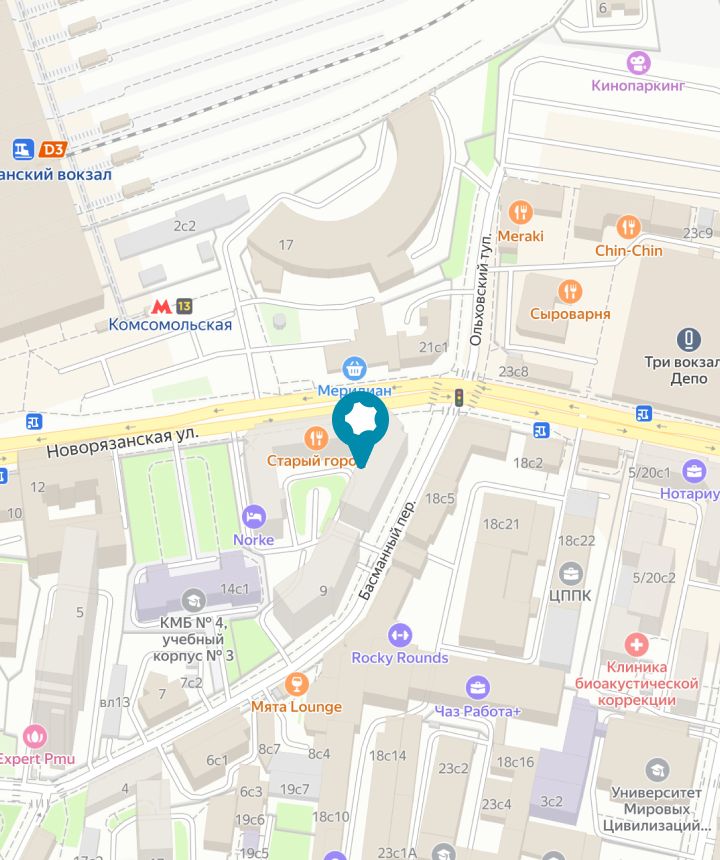 6
Кинопаркинг
D3
анский вокзал
2с2
17
Meraki
Chin-Chin
23с9
Ольховский туп.
Сыроварня
13
Комсомольская
21с1
Три вокзал
Депо
23с8
Меридиан
Новорязанская ул.
Старый горо
12
10
18с2
5/20с1
Нотариу
18с5
18с21
Norke
18с22
Басманный пер.
14с1
9
ЦППК
5/20с2
КМБ № 4,
учебный
корпус № 3
5
Rocky Rounds
Клиника
биоакустической
коррекции
7с2
7
вл13
Мята Lounge
Чаз Работа+
Expert Pmu
8с7
8с4
18с14
6с1
23с2
18с16
19с7
4
6с3
Университет
Мировых
Цивилизаций...
23с4
3с2
19с6
18с10
19с5
23с1А
17с2
17